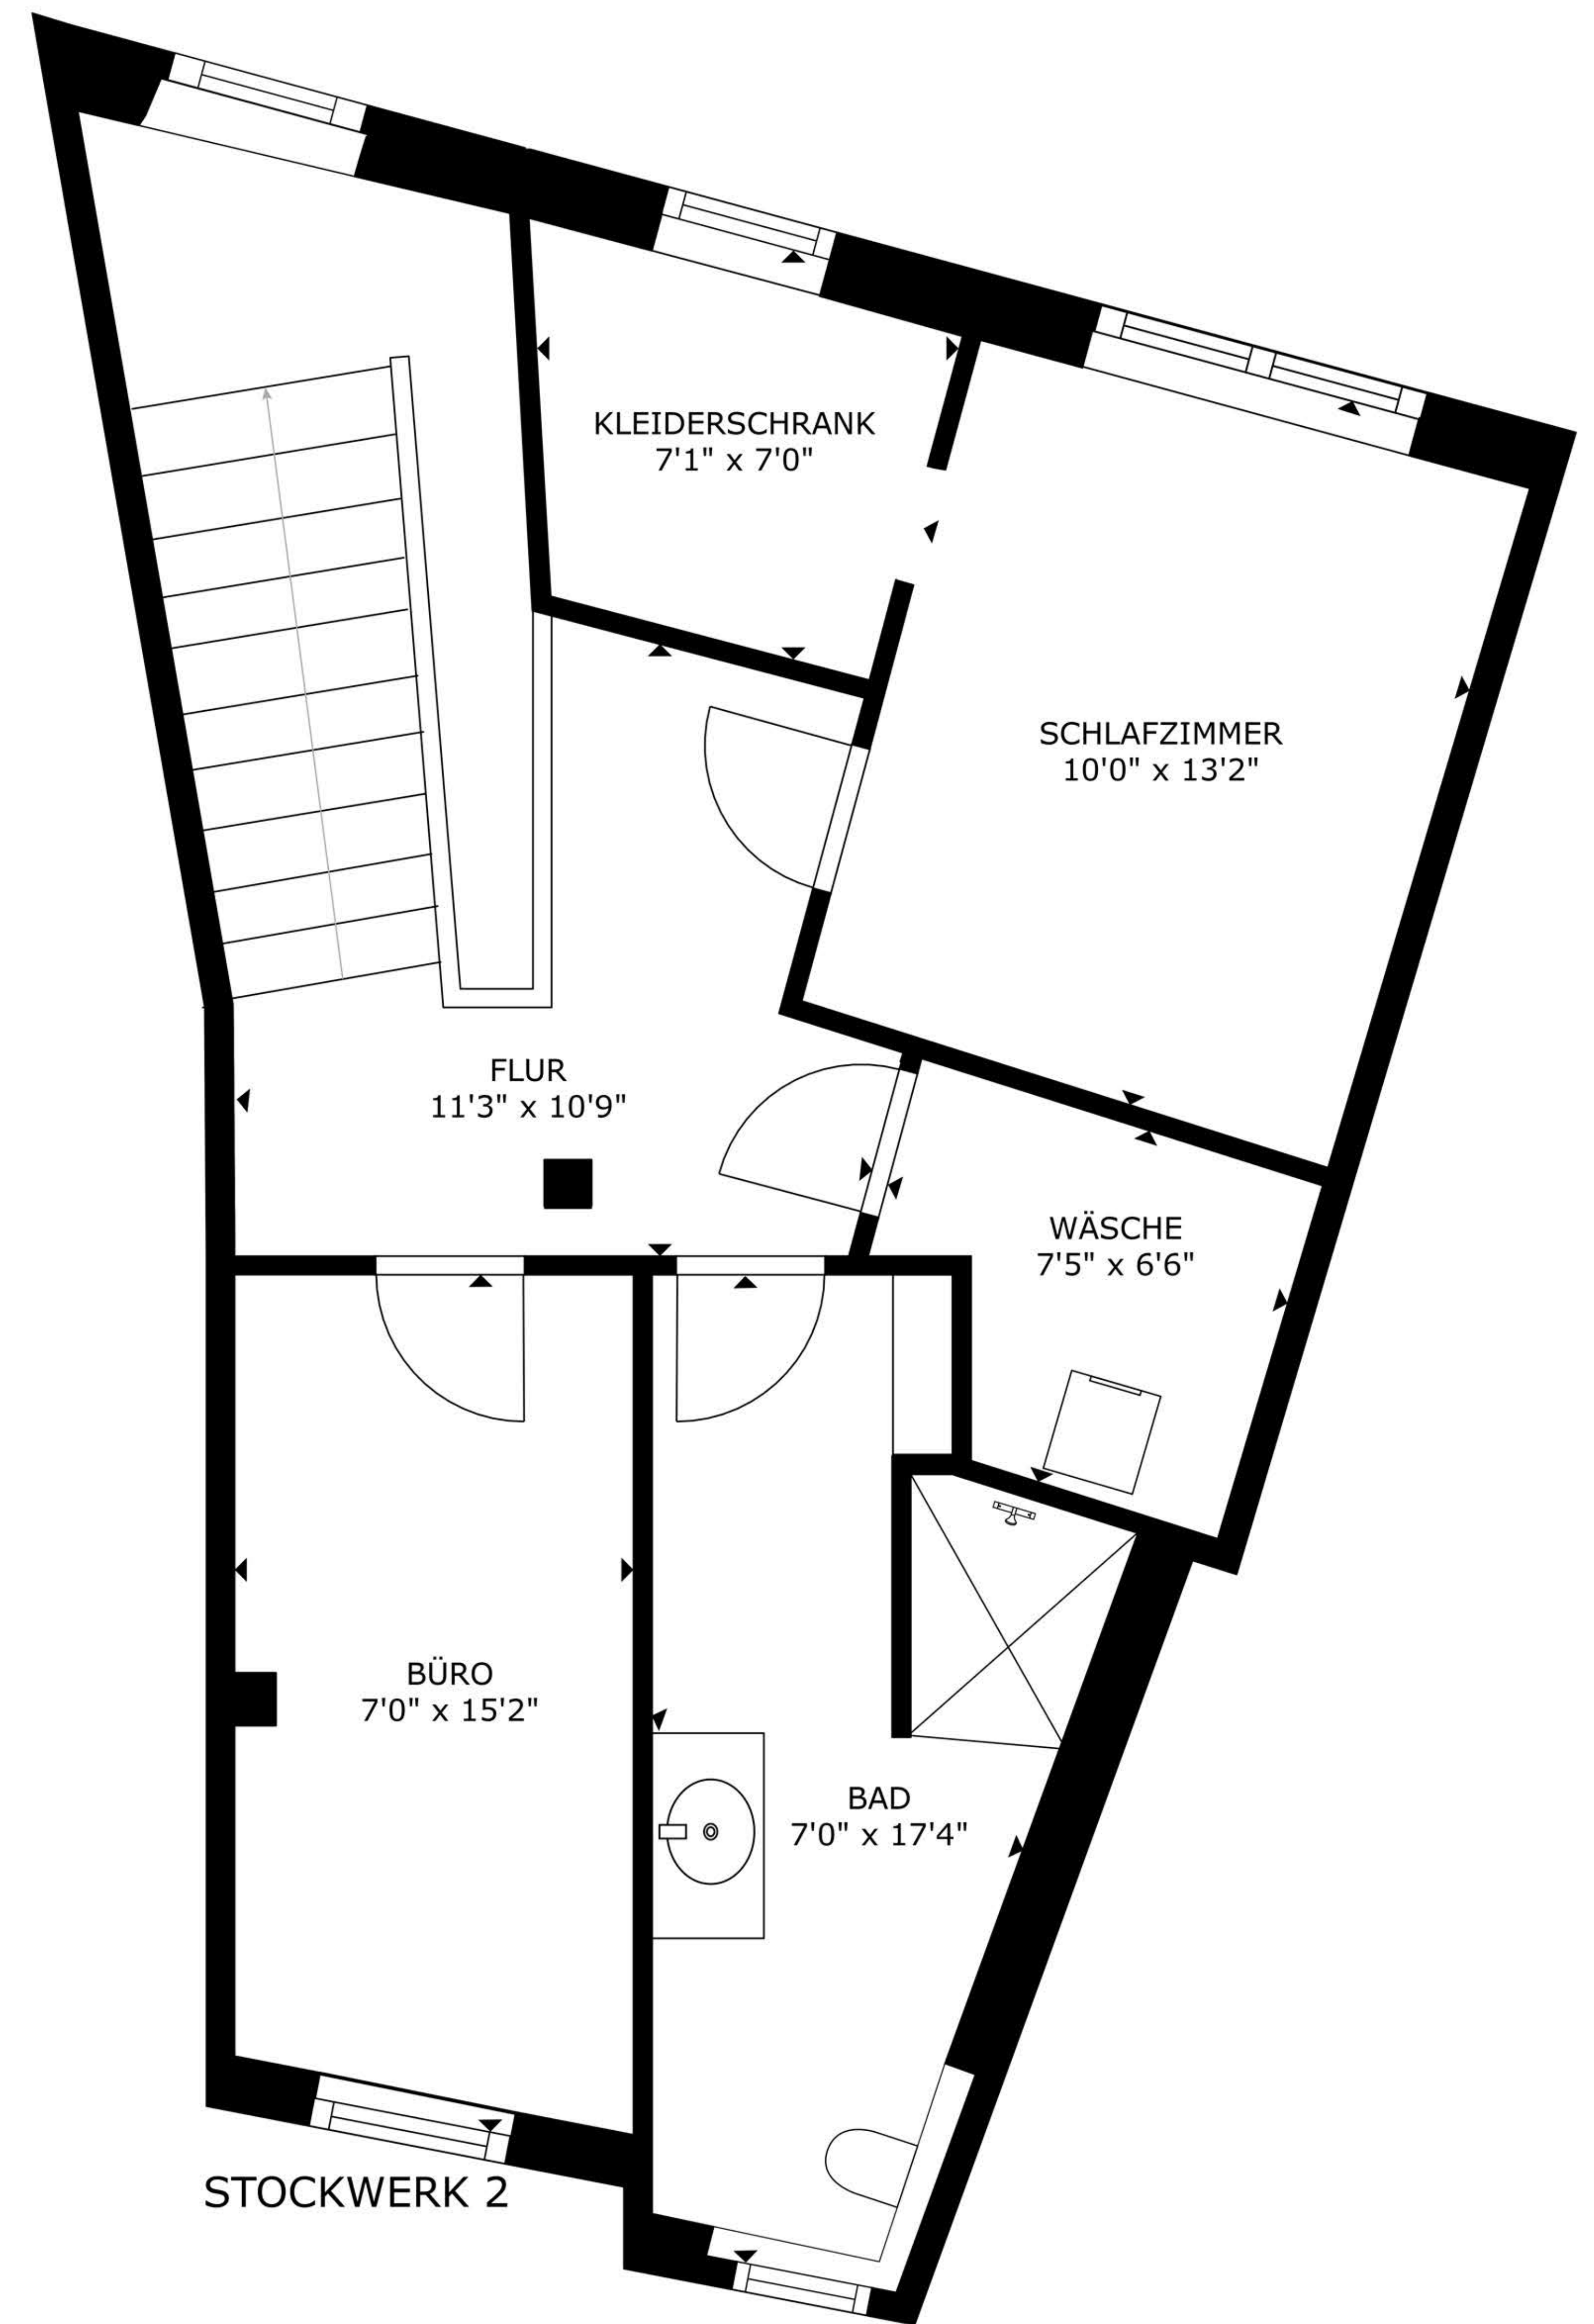 KLEIDERSCHRANK
7'1" x 7'0"
SCHLAFZIMMER
10'0" x 13'2"
FLUR
11'3" x 10'9"
WÄSCHE
7'5" x 6'6"
BÜRO
7'0" x 15'2"
BAD
7'0" x 17'4"
STOCKWERK 2